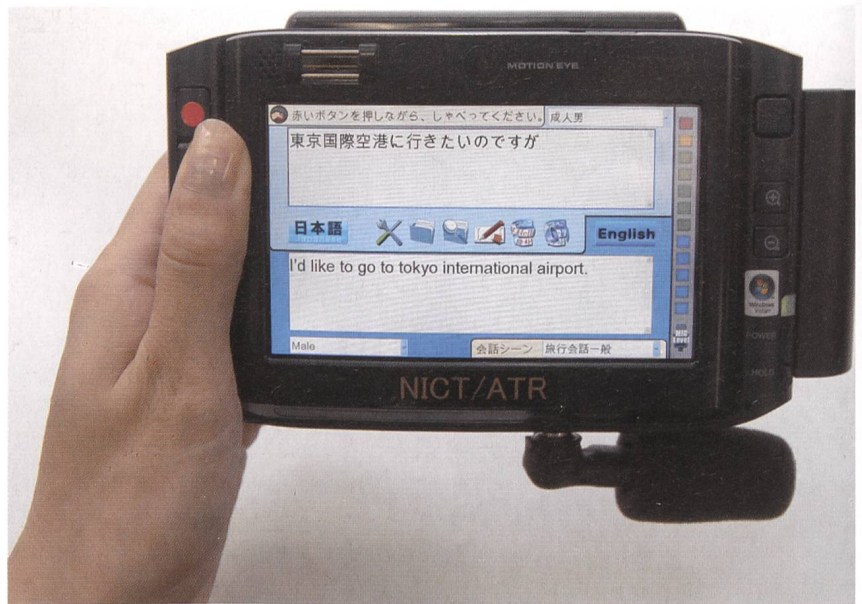 MOTION EYE
赤いボタンを押しながら、しゃべってください。 成人男
東京国際空港に行きたいのですが
日本語
Japanese
English
I'd like to go to tokyo international airport.
MIC Level
Male
会話シーン 旅行会話一般
POWER
HOLD
NICT/ATR